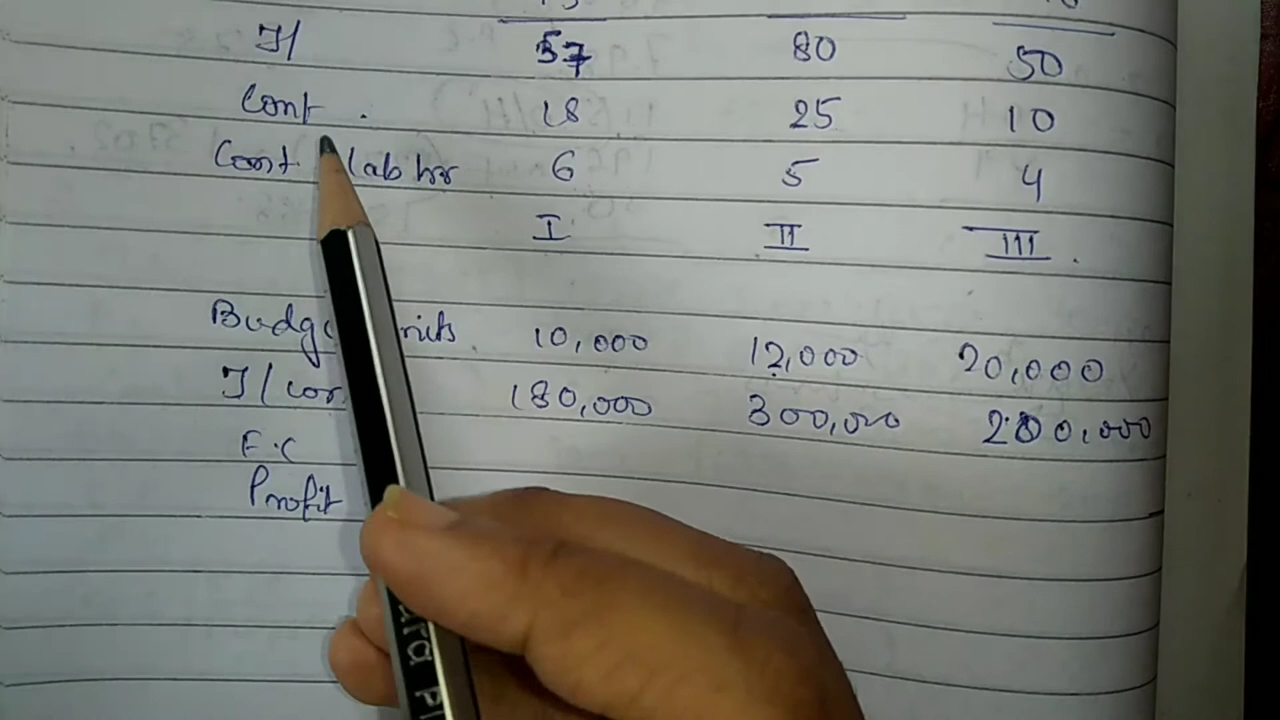 T/ 57 80 50
Cont. 18 25 10
Cont lab hr 6 5 4
I II III.
10,000 12,000 20,000
180,000 300,000 200,000
F.C
Profit